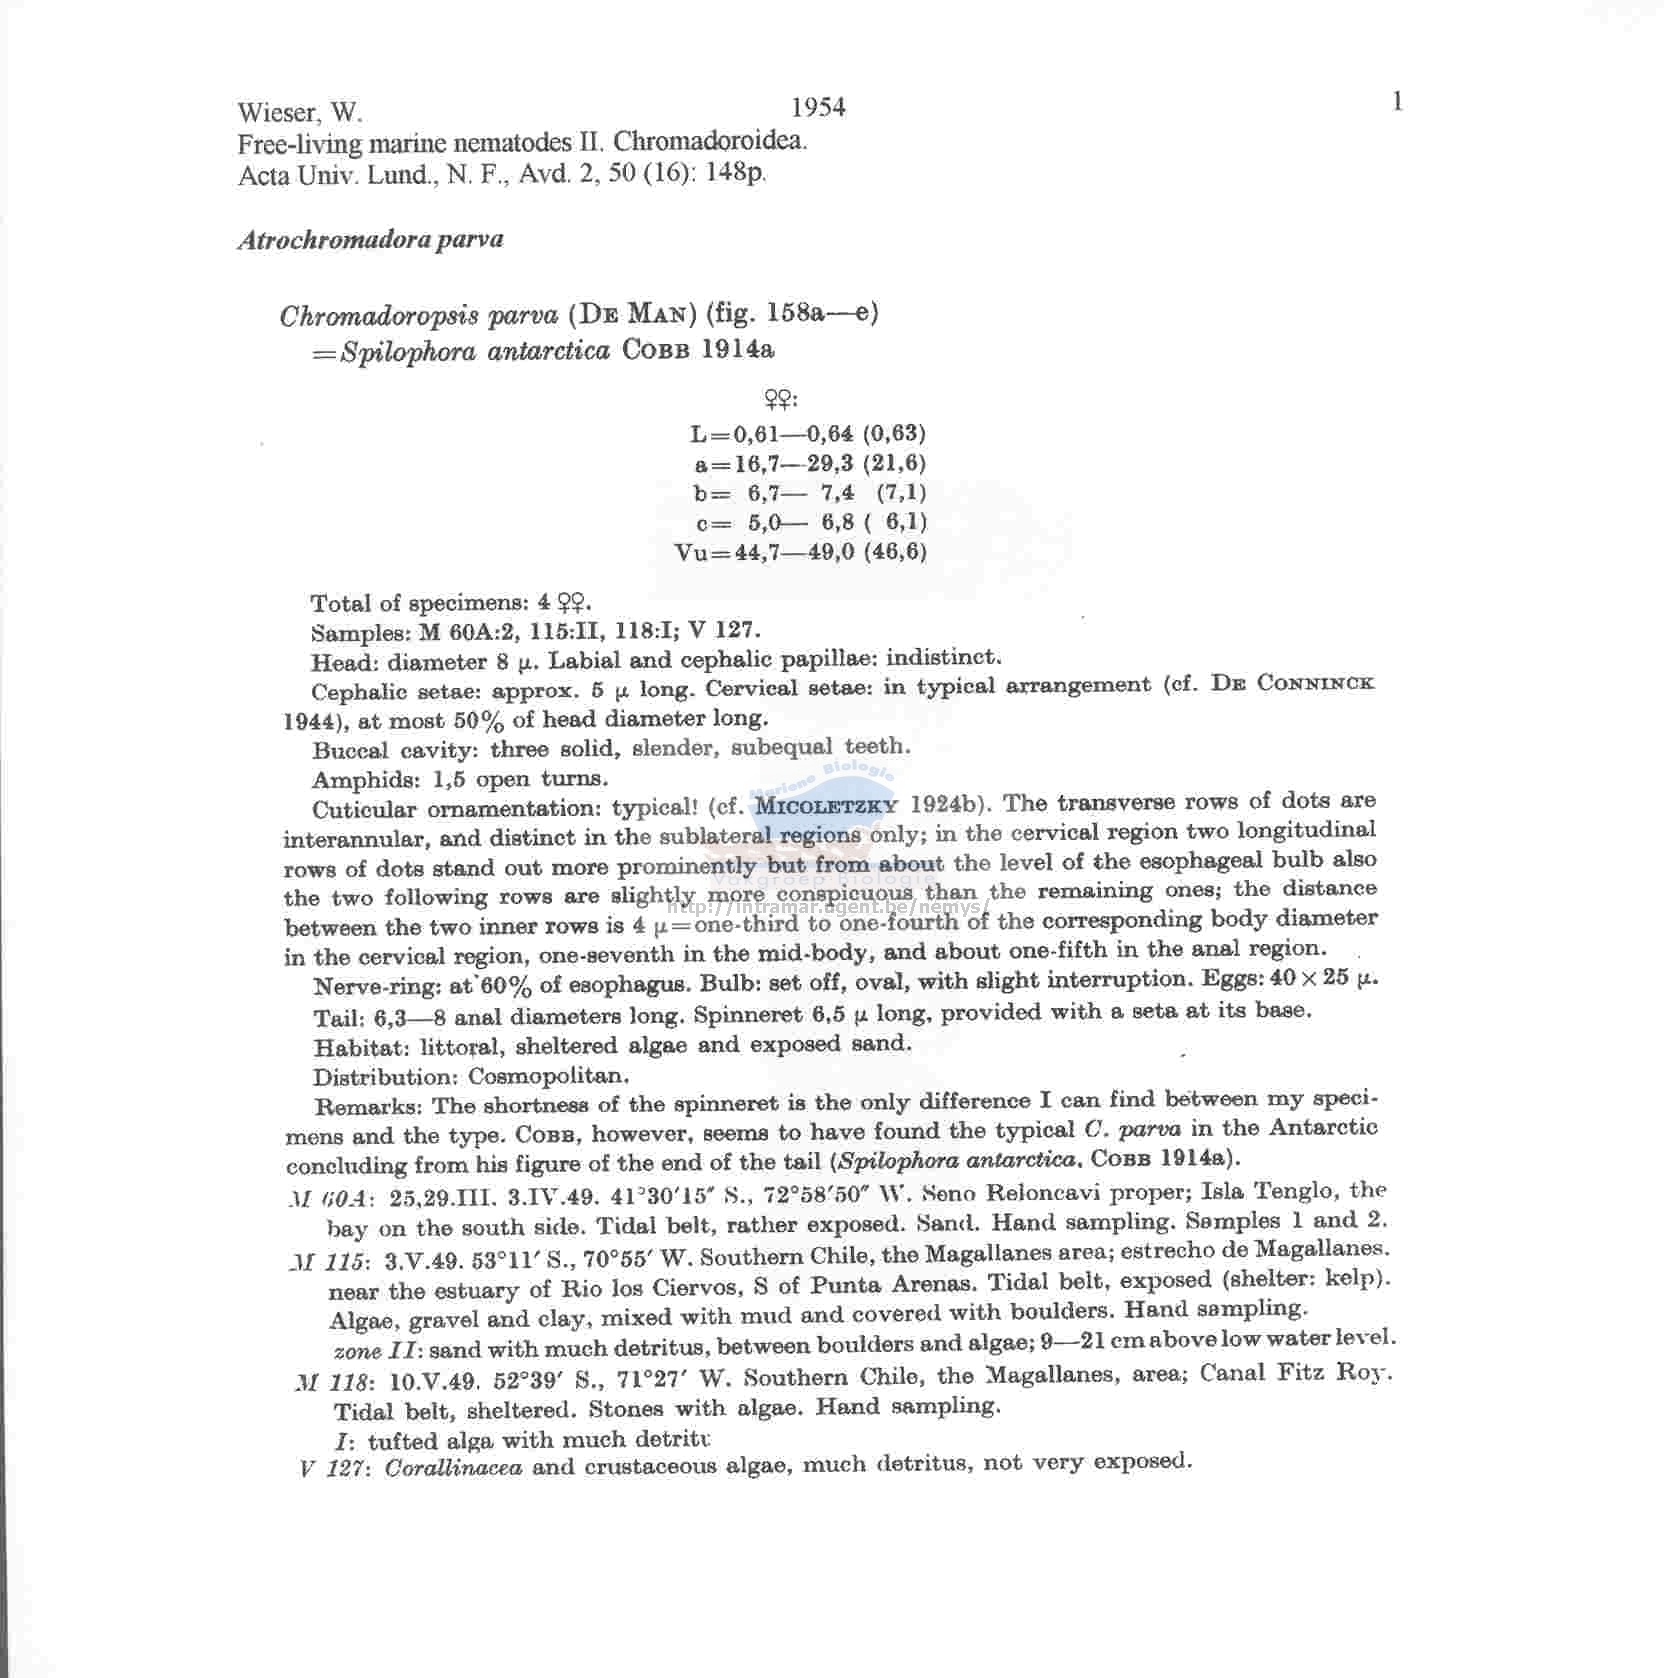 Wieser, W. 1954 1
Free-living marine nematodes II. Chromadoroidea.
Acta Univ. Lund., N. F., Avd. 2, 50 (16): 148p.
Atrochromadora parva
Chromadoropsis parva (DE MAN) (fig. 158a—e)
=Spilophora antarctica COBB 1914a
♀♀:
L=0,61—0,64 (0,63)
a=16,7—29,3 (21,6)
b= 6,7— 7,4 (7,1)
c= 5,0— 6,8 ( 6,1)
Vu=44,7—49,0 (46,6)
Total of specimens: 4 ♀♀.
Samples: M 60A:2, 115:II, 118:I; V 127.
Head: diameter 8 μ. Labial and cephalic papillae: indistinct.
Cephalic setae: approx. 5 μ long. Cervical setae: in typical arrangement (cf. DE CONNINCK
1944), at most 50% of head diameter long.
Buccal cavity: three solid, slender, subequal teeth.
Amphids: 1,5 open turns.
Mariene Biologie
Cuticular ornamentation: typical! (cf. MICOLETZKY 1924b). The transverse rows of dots are
interannular, and distinct in the sublateral regions only; in the cervical region two longitudinal
rows of dots stand out more prominently but from about the level of the esophageal bulb also
Vakgroep Biologie
the two following rows are slightly more conspicuous than the remaining ones; the distance
http://intramar.ugent.be/nemys/
between the two inner rows is 4 μ=one-third to one-fourth of the corresponding body diameter
in the cervical region, one-seventh in the mid-body, and about one-fifth in the anal region.
Nerve-ring: at 60% of esophagus. Bulb: set off, oval, with slight interruption. Eggs: 40 × 25 μ.
Tail: 6,3—8 anal diameters long. Spinneret 6,5 μ long, provided with a seta at its base.
Habitat: littoral, sheltered algae and exposed sand.
Distribution: Cosmopolitan.
Remarks: The shortness of the spinneret is the only difference I can find between my speci-
mens and the type. COBB, however, seems to have found the typical C. parva in the Antarctic
concluding from his figure of the end of the tail (Spilophora antarctica, COBB 1914a).
M 60A: 25,29.III. 3.IV.49. 41°30′15″ S., 72°58′50″ W. Seno Reloncavi proper; Isla Tenglo, the
bay on the south side. Tidal belt, rather exposed. Sand. Hand sampling. Samples 1 and 2.
M 115: 3.V.49. 53°11′ S., 70°55′ W. Southern Chile, the Magallanes area; estrecho de Magallanes.
near the estuary of Rio los Ciervos, S of Punta Arenas. Tidal belt, exposed (shelter: kelp).
Algae, gravel and clay, mixed with mud and covered with boulders. Hand sampling.
zone II: sand with much detritus, between boulders and algae; 9—21 cm above low water level.
M 118: 10.V.49. 52°39′ S., 71°27′ W. Southern Chile, the Magallanes, area; Canal Fitz Roy.
Tidal belt, sheltered. Stones with algae. Hand sampling.
I: tufted alga with much detritu
V 127: Corallinacea and crustaceous algae, much detritus, not very exposed.